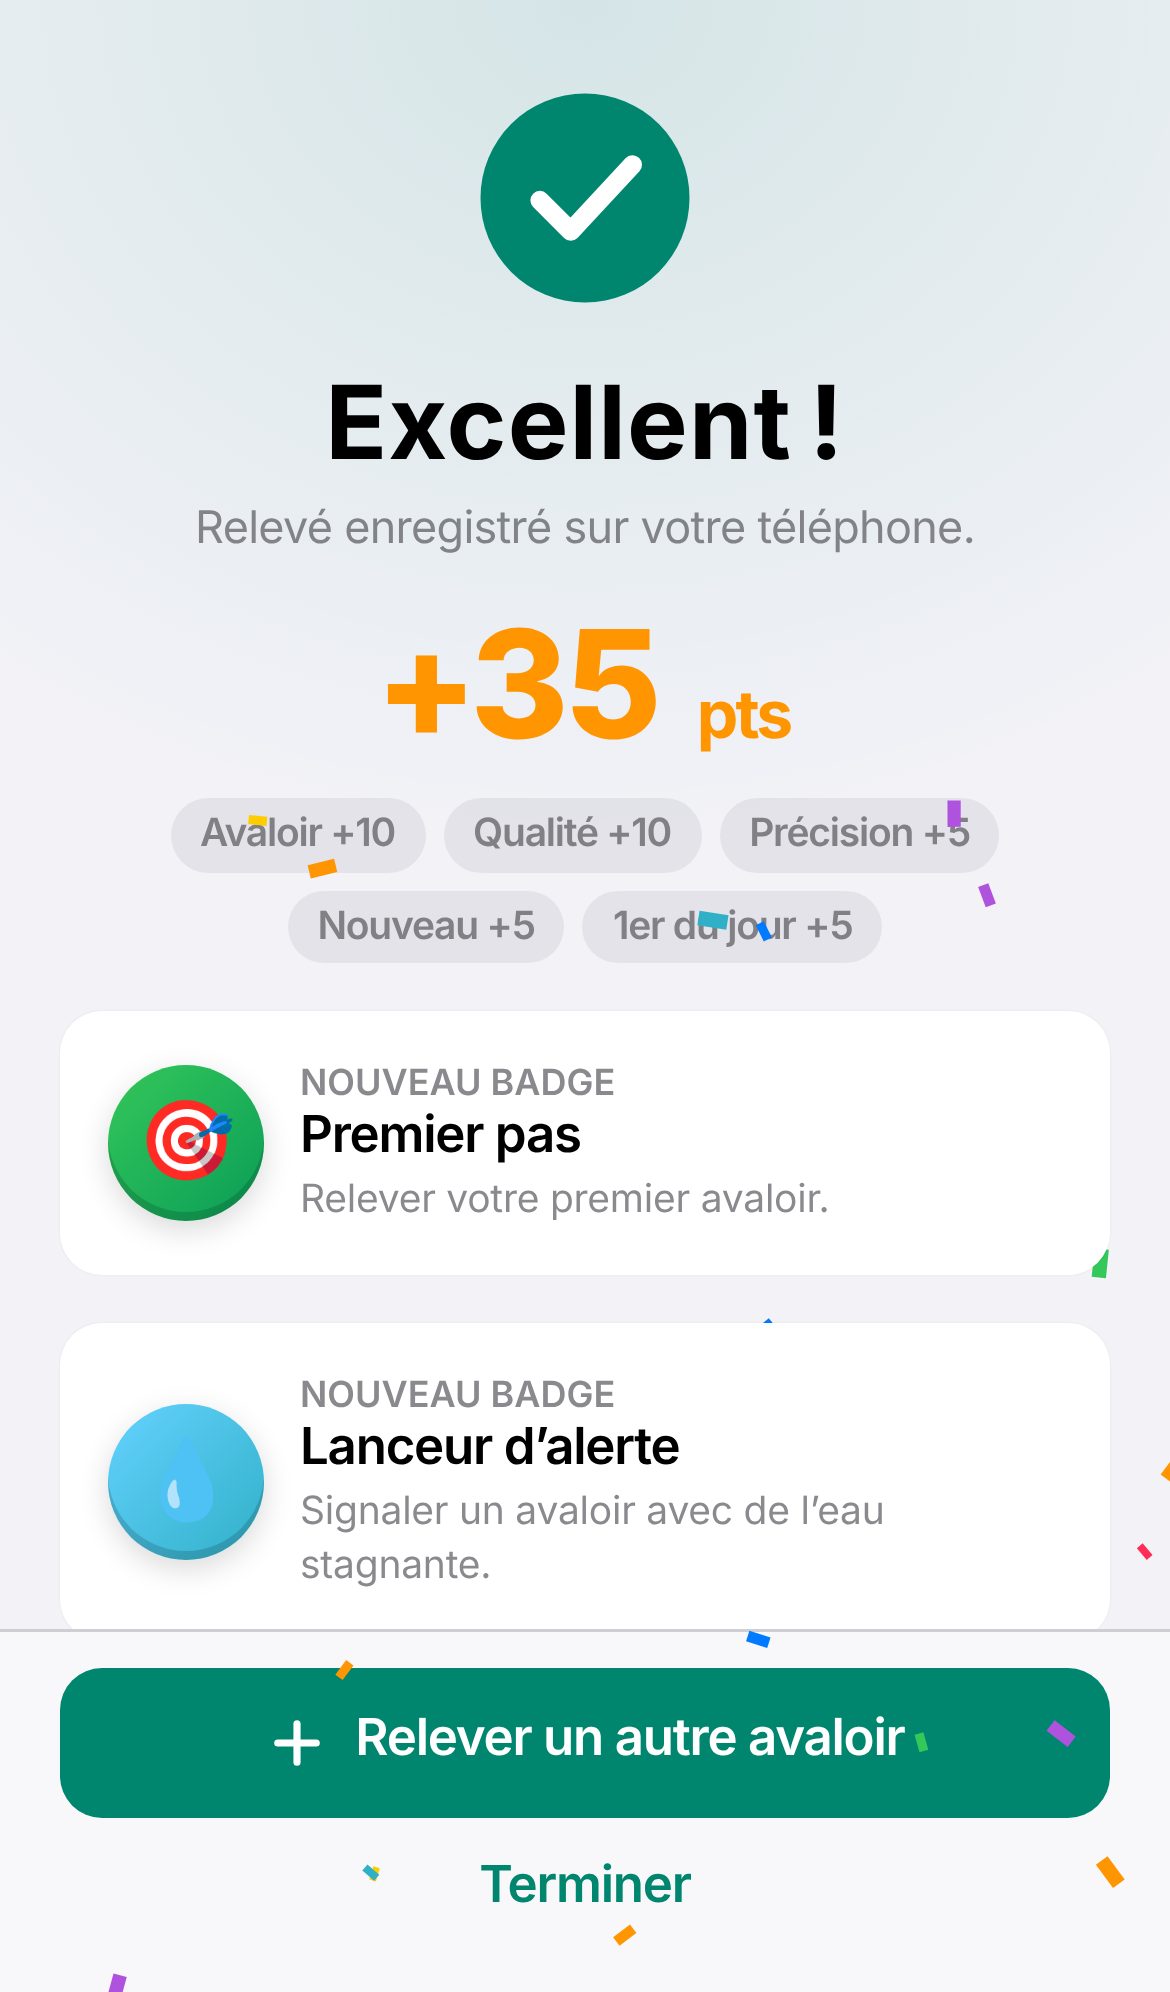 Excellent !
Relevé enregistré sur votre téléphone.
+35 pts
Avaloir +10
Qualité +10
Précision +5
Nouveau +5
1er du jour +5
NOUVEAU BADGE
Premier pas
Relever votre premier avaloir.
NOUVEAU BADGE
Lanceur d’alerte
Signaler un avaloir avec de l’eau
stagnante.
Relever un autre avaloir
Terminer